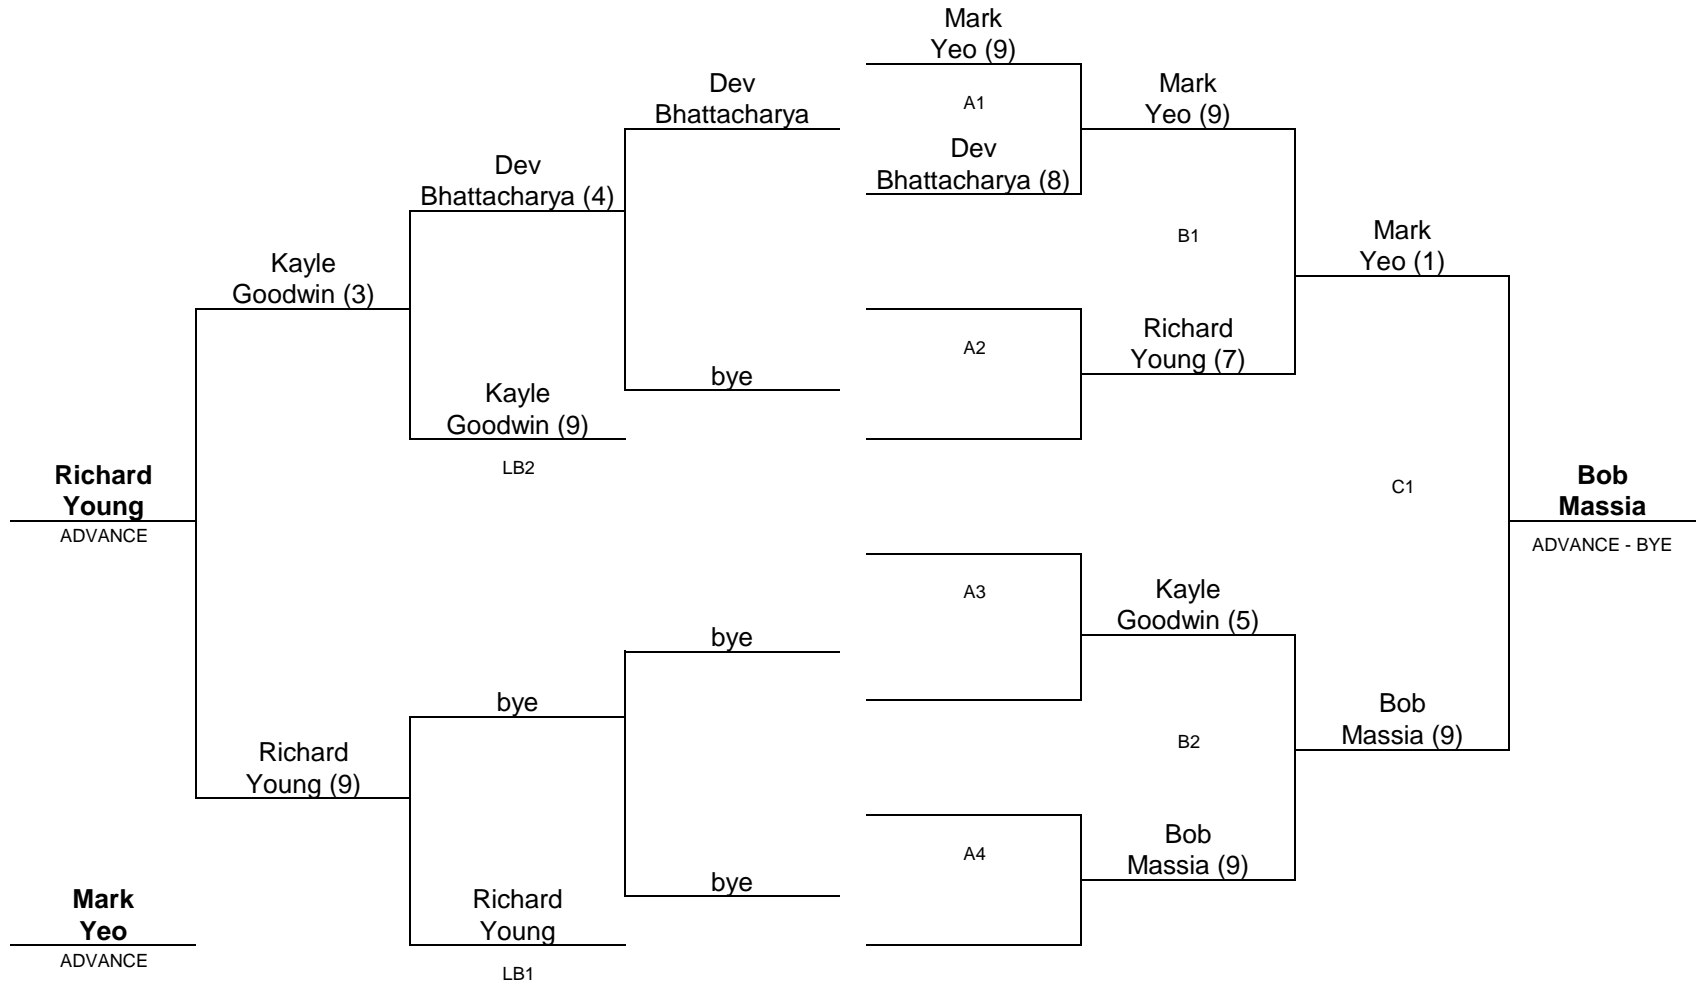 Mark
Yeo (9)
Dev
Bhattacharya
A1
Mark
Yeo (9)
Dev
Bhattacharya (4)
Dev
Bhattacharya (8)
B1
Mark
Yeo (1)
Kayle
Goodwin (3)
A2
Richard
Young (7)
bye
Kayle
Goodwin (9)
LB2
Richard
Young
ADVANCE
C1
Bob
Massia
ADVANCE - BYE
A3
Kayle
Goodwin (5)
bye
bye
Bob
Massia (9)
B2
Richard
Young (9)
A4
Bob
Massia (9)
bye
Mark
Yeo
ADVANCE
Richard
Young
LB1